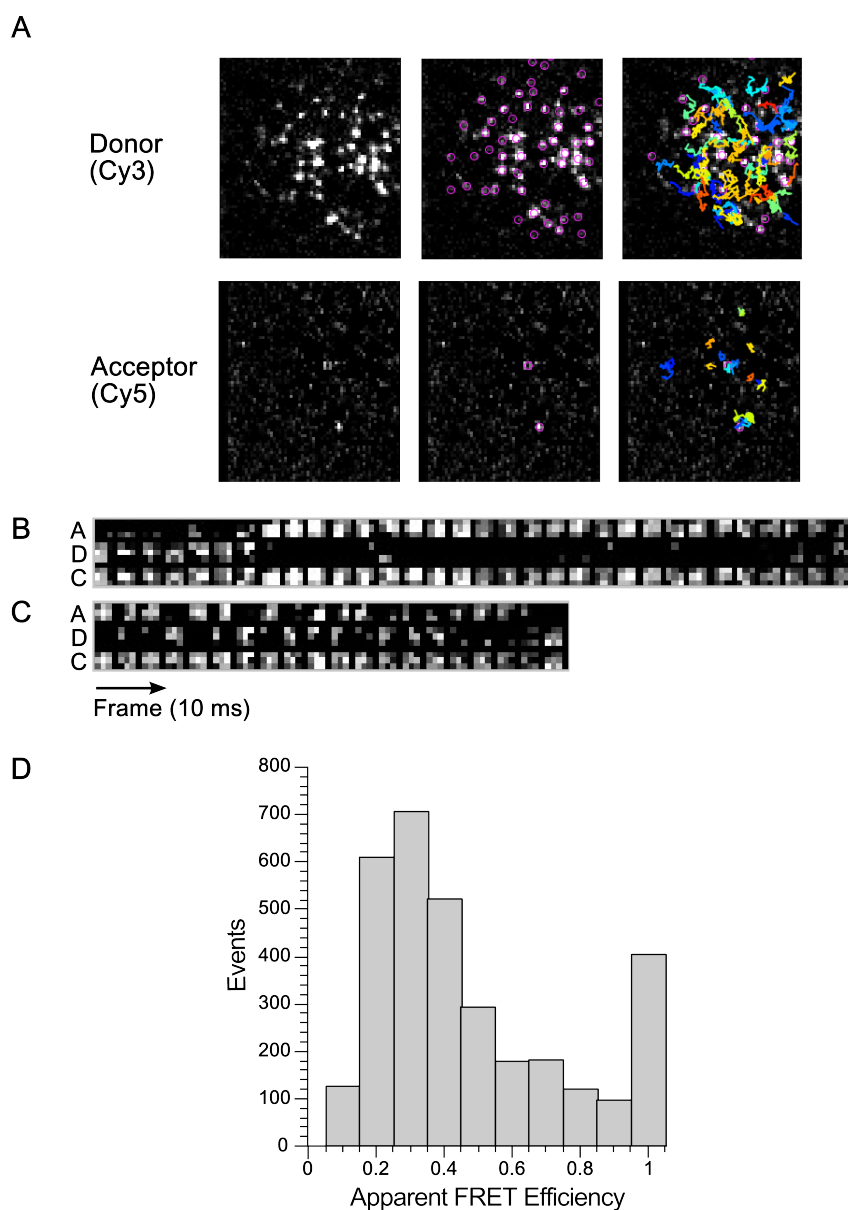 A
Donor
(Cy3)
Acceptor
(Cy5)
B
A
D
C
C
A
D
C
Frame (10 ms)
D
800
700
600
500
400
300
200
100
0
Events
0 0.2 0.4 0.6 0.8 1
Apparent FRET Efficiency